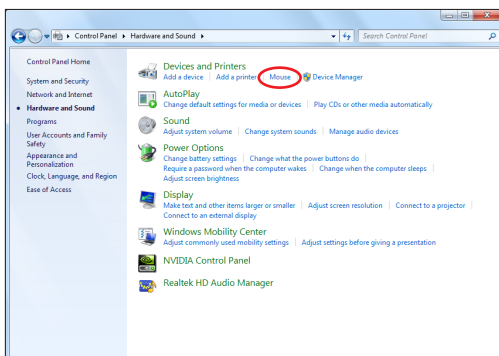 Control Panel ▸ Hardware and Sound ▸
Search Control Panel
Control Panel Home
System and Security
Network and Internet
Hardware and Sound
Programs
User Accounts and Family
Safety
Appearance and
Personalization
Clock, Language, and Region
Ease of Access
Devices and Printers
Add a device | Add a printer | Mouse | Device Manager
AutoPlay
Change default settings for media or devices | Play CDs or other media automatically
Sound
Adjust system volume | Change system sounds | Manage audio devices
Power Options
Change battery settings | Change what the power buttons do |
Require a password when the computer wakes | Change when the computer sleeps |
Adjust screen brightness
Display
Make text and other items larger or smaller | Adjust screen resolution | Connect to a projector |
Connect to an external display
Windows Mobility Center
Adjust commonly used mobility settings | Adjust settings before giving a presentation
NVIDIA Control Panel
Realtek HD Audio Manager